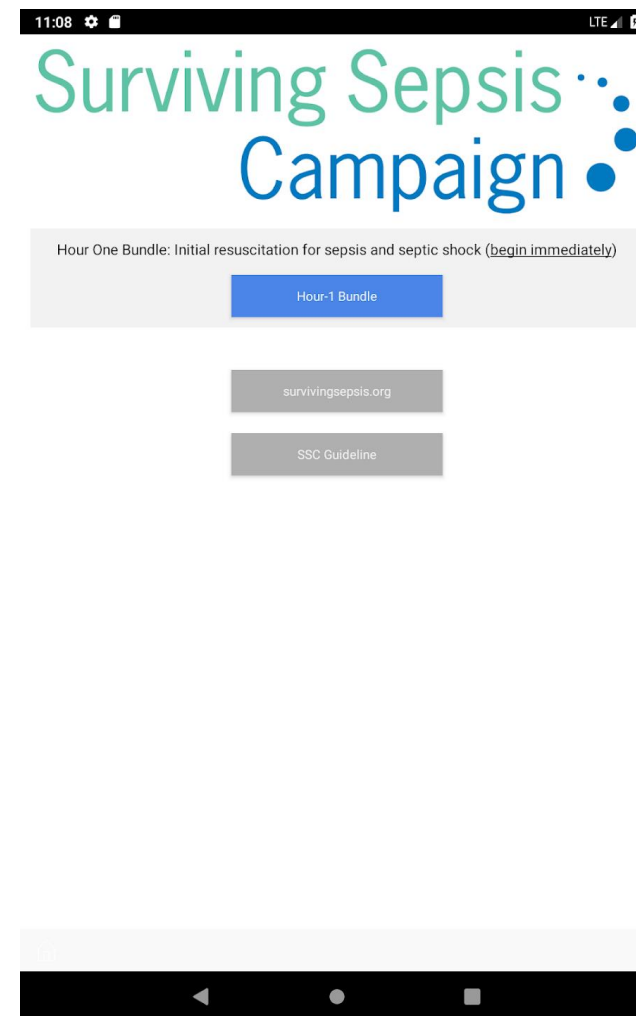 11:08 LTE
Surviving Sepsis
Campaign
Hour One Bundle: Initial resuscitation for sepsis and septic shock (begin immediately)
Hour-1 Bundle
survivingsepsis.org
SSC Guideline